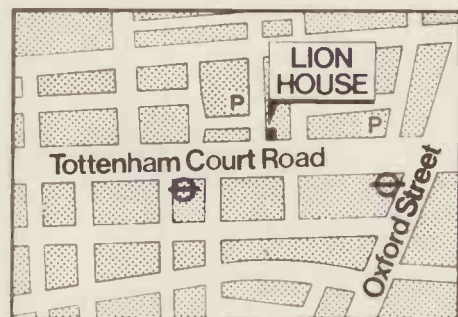 LION
HOUSE
P
P
Tottenham Court Road
Oxford Street